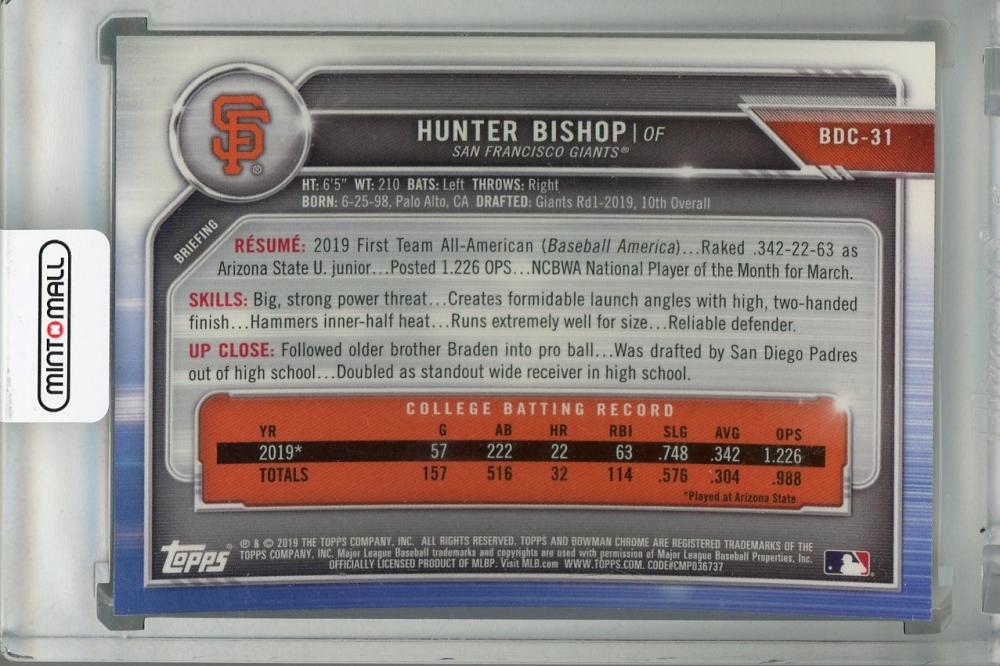 SF®
HUNTER BISHOP | OF
SAN FRANCISCO GIANTS®
BDC-31
HT: 6'5" WT: 210 BATS: Left THROWS: Right
BORN: 6-25-98, Palo Alto, CA DRAFTED: Giants Rd1-2019, 10th Overall
BRIEFING
RÉSUMÉ: 2019 First Team All-American (Baseball America)...Raked .342-22-63 as
Arizona State U. junior...Posted 1.226 OPS...NCBWA National Player of the Month for March.
SKILLS: Big, strong power threat...Creates formidable launch angles with high, two-handed
finish...Hammers inner-half heat...Runs extremely well for size...Reliable defender.
UP CLOSE: Followed older brother Braden into pro ball...Was drafted by San Diego Padres
out of high school...Doubled as standout wide receiver in high school.
COLLEGE BATTING RECORD
YR G AB HR RBI SLG AVG OPS
2019* 57 222 22 63 .748 .342 1.226
TOTALS 157 516 32 114 .576 .304 .988
*Played at Arizona State
topps
® & © 2019 THE TOPPS COMPANY, INC. ALL RIGHTS RESERVED. TOPPS AND BOWMAN CHROME ARE REGISTERED TRADEMARKS OF THE
TOPPS COMPANY, INC. Major League Baseball trademarks and copyrights are used with permission of Major League Baseball Properties, Inc.
OFFICIALLY LICENSED PRODUCT OF MLBP. Visit MLB.com WWW.TOPPS.COM. CODE#CMP036737
MINTOMALL